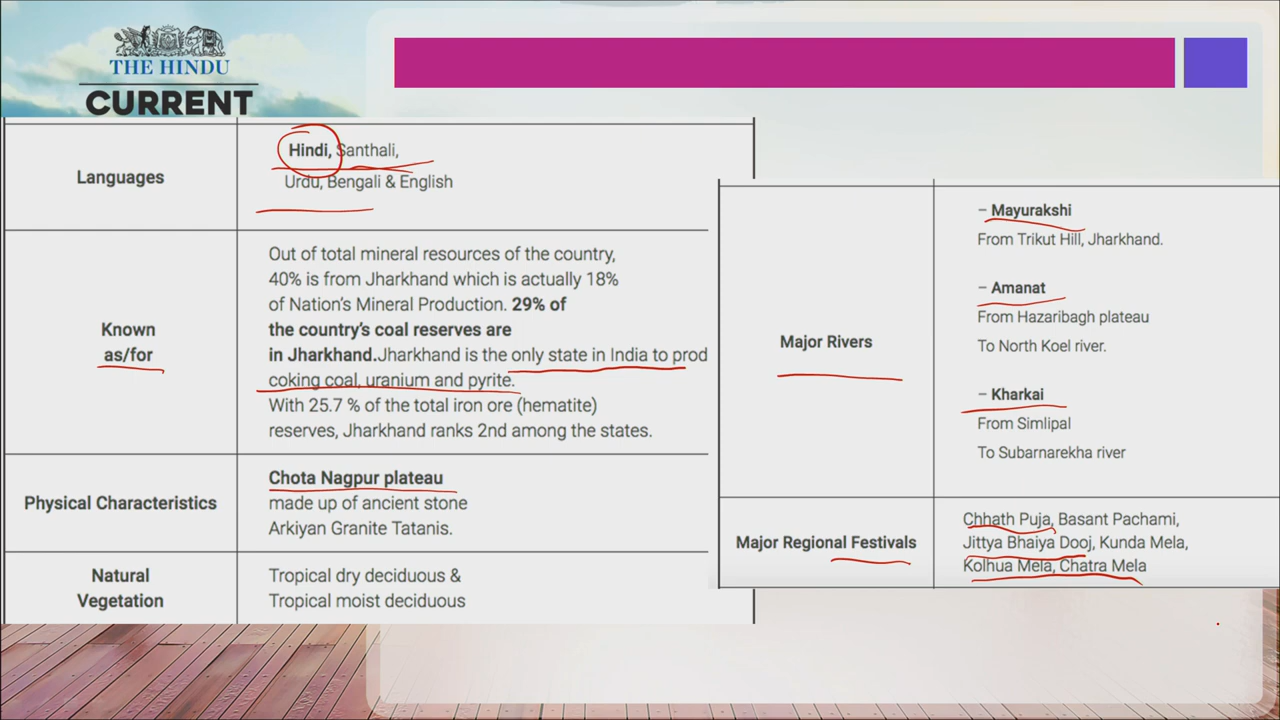 THE HINDU
CURRENT
Languages
Hindi, Santhali,
Urdu, Bengali & English
Known
as/for
Out of total mineral resources of the country,
40% is from Jharkhand which is actually 18%
of Nation's Mineral Production. 29% of
the country's coal reserves are
in Jharkhand.Jharkhand is the only state in India to prod
coking coal, uranium and pyrite.
With 25.7 % of the total iron ore (hematite)
reserves, Jharkhand ranks 2nd among the states.
Physical Characteristics
Chota Nagpur plateau
made up of ancient stone
Arkiyan Granite Tatanis.
Natural
Vegetation
Tropical dry deciduous &
Tropical moist deciduous
Major Rivers
– Mayurakshi
From Trikut Hill, Jharkhand.
– Amanat
From Hazaribagh plateau
To North Koel river.
– Kharkai
From Simlipal
To Subarnarekha river
Major Regional Festivals
Chhath Puja, Basant Pachami,
Jittya Bhaiya Dooj, Kunda Mela,
Kolhua Mela, Chatra Mela